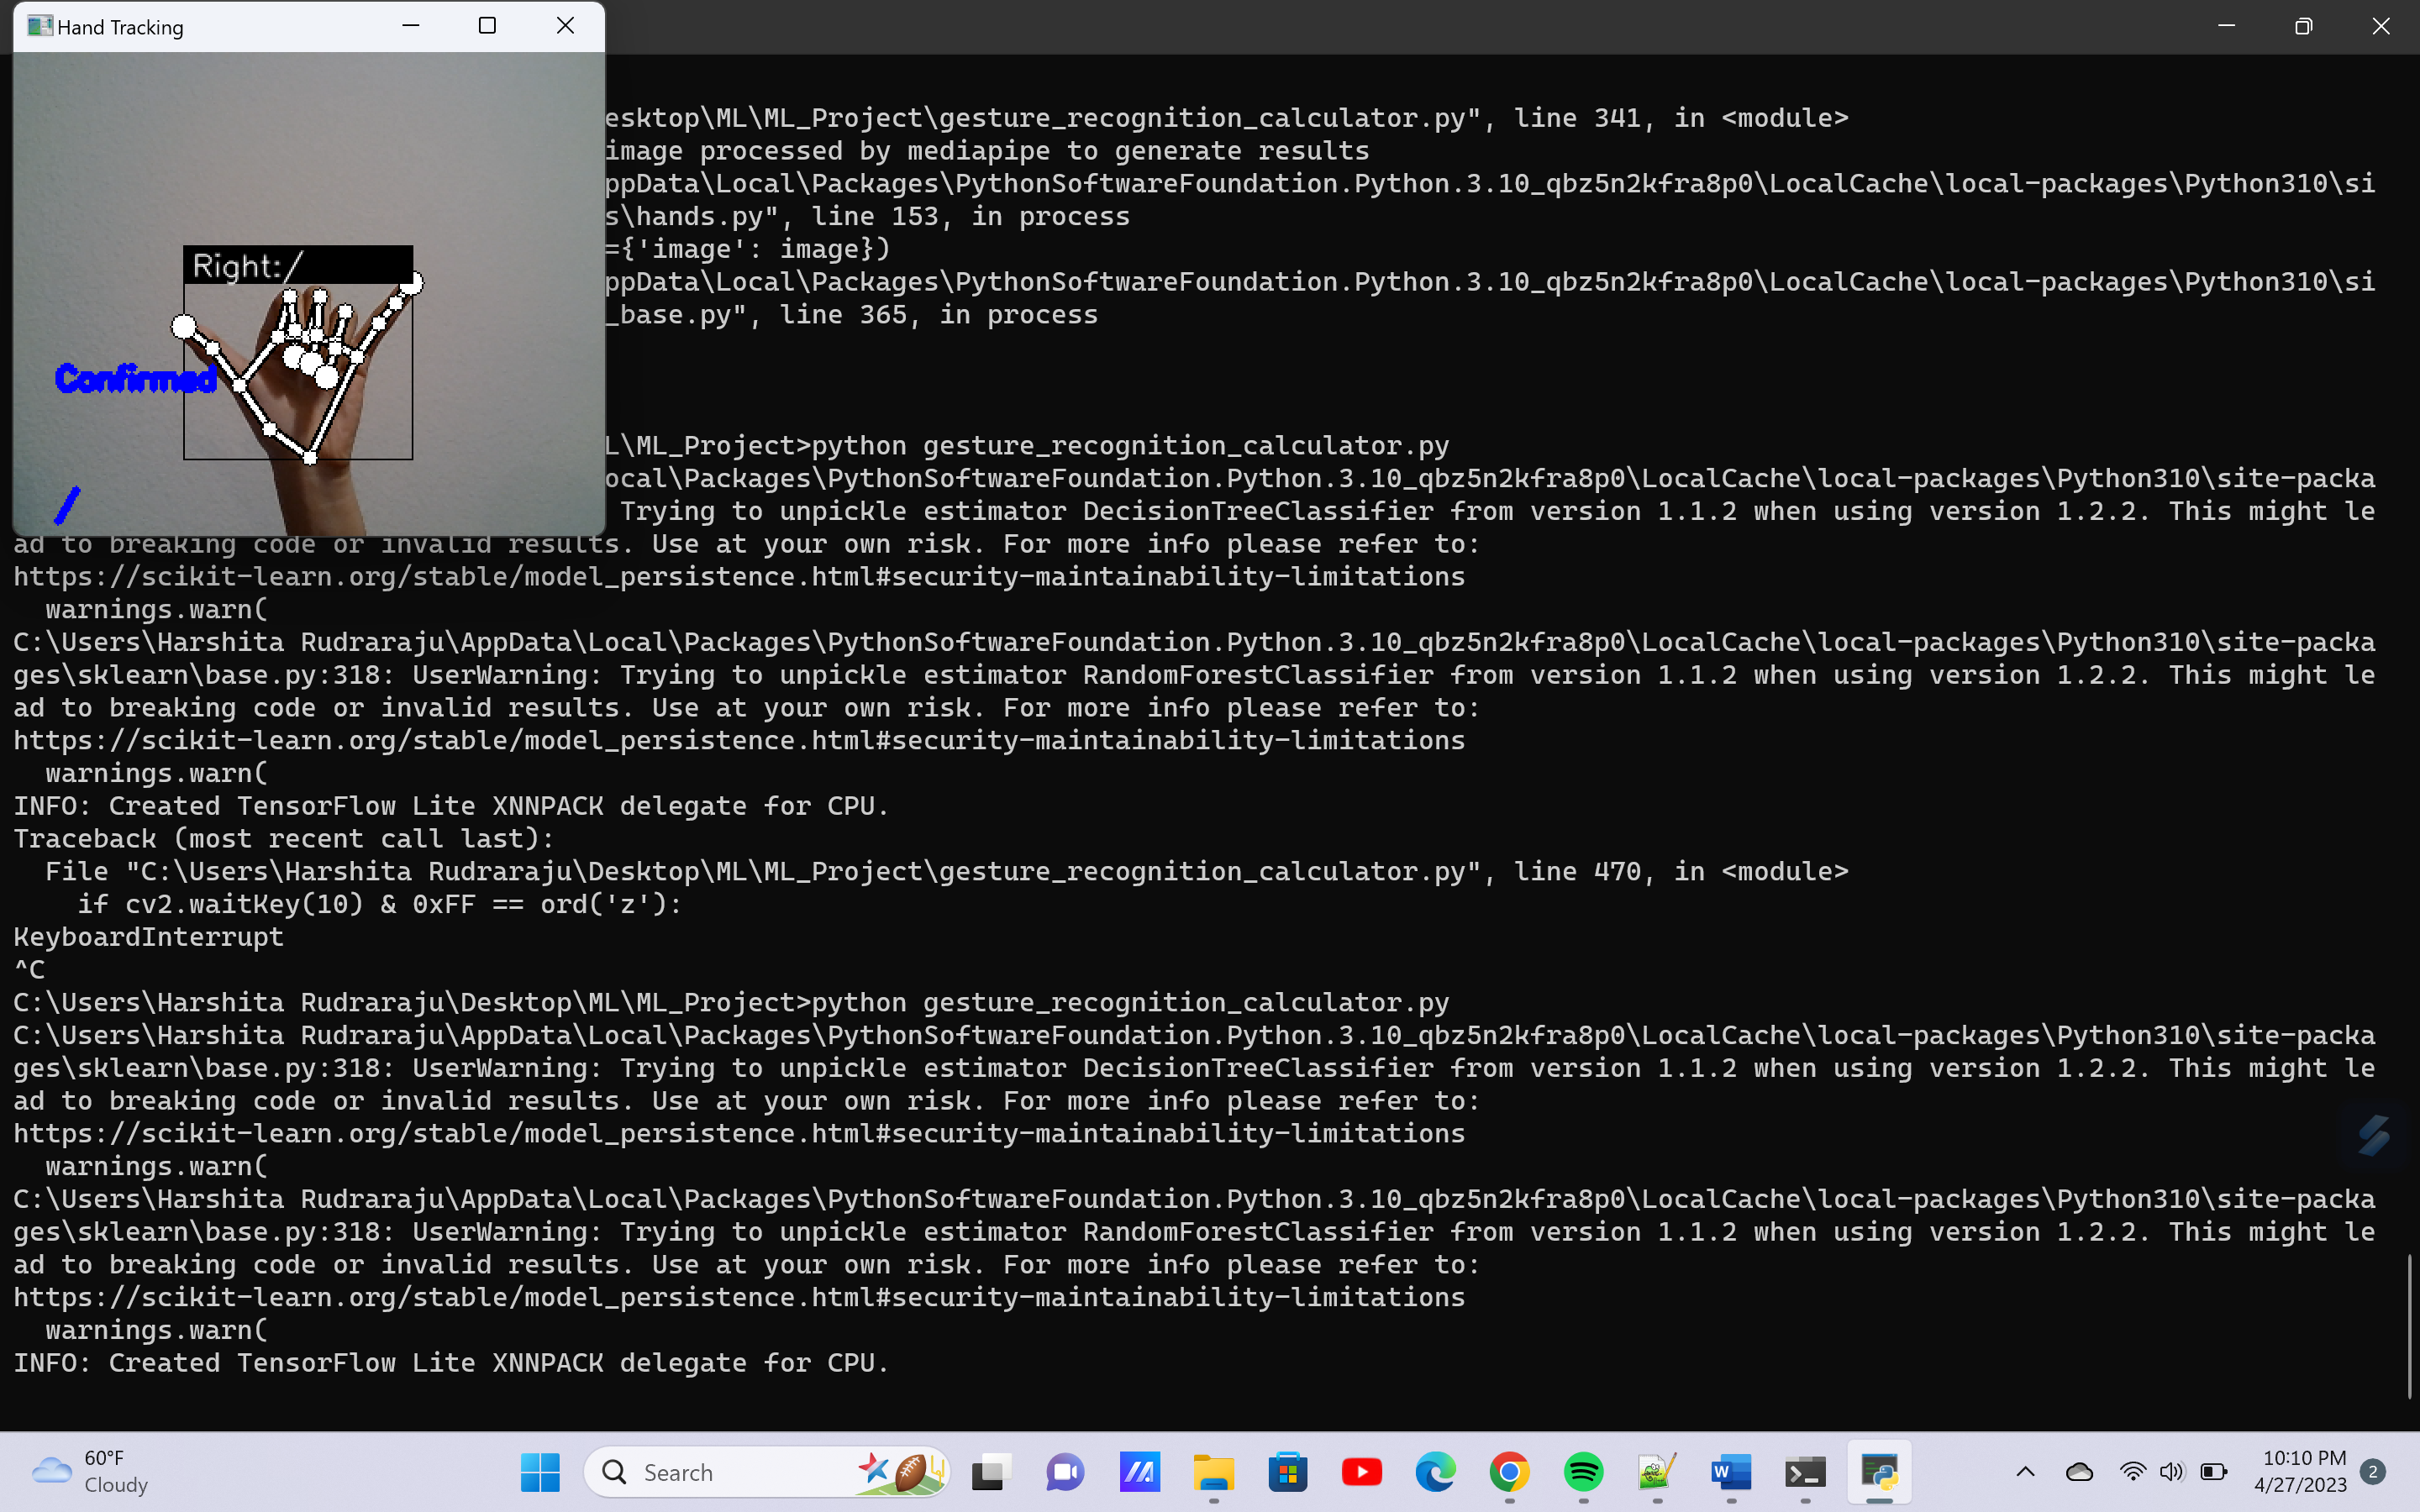 Hand Tracking
Right:/
Confirmed
/
esktop\ML\ML_Project\gesture_recognition_calculator.py", line 341, in <module>
image processed by mediapipe to generate results
ppData\Local\Packages\PythonSoftwareFoundation.Python.3.10_qbz5n2kfra8p0\LocalCache\local-packages\Python310\si
s\hands.py", line 153, in process
={'image': image})
ppData\Local\Packages\PythonSoftwareFoundation.Python.3.10_qbz5n2kfra8p0\LocalCache\local-packages\Python310\si
_base.py", line 365, in process
L\ML_Project>python gesture_recognition_calculator.py
ocal\Packages\PythonSoftwareFoundation.Python.3.10_qbz5n2kfra8p0\LocalCache\local-packages\Python310\site-packa
Trying to unpickle estimator DecisionTreeClassifier from version 1.1.2 when using version 1.2.2. This might le
ad to breaking code or invalid results. Use at your own risk. For more info please refer to:
https://scikit-learn.org/stable/model_persistence.html#security-maintainability-limitations
  warnings.warn(
C:\Users\Harshita Rudraraju\AppData\Local\Packages\PythonSoftwareFoundation.Python.3.10_qbz5n2kfra8p0\LocalCache\local-packages\Python310\site-packa
ges\sklearn\base.py:318: UserWarning: Trying to unpickle estimator RandomForestClassifier from version 1.1.2 when using version 1.2.2. This might le
ad to breaking code or invalid results. Use at your own risk. For more info please refer to:
https://scikit-learn.org/stable/model_persistence.html#security-maintainability-limitations
  warnings.warn(
INFO: Created TensorFlow Lite XNNPACK delegate for CPU.
Traceback (most recent call last):
  File "C:\Users\Harshita Rudraraju\Desktop\ML\ML_Project\gesture_recognition_calculator.py", line 470, in <module>
    if cv2.waitKey(10) & 0xFF == ord('z'):
KeyboardInterrupt
^C
C:\Users\Harshita Rudraraju\Desktop\ML\ML_Project>python gesture_recognition_calculator.py
C:\Users\Harshita Rudraraju\AppData\Local\Packages\PythonSoftwareFoundation.Python.3.10_qbz5n2kfra8p0\LocalCache\local-packages\Python310\site-packa
ges\sklearn\base.py:318: UserWarning: Trying to unpickle estimator DecisionTreeClassifier from version 1.1.2 when using version 1.2.2. This might le
ad to breaking code or invalid results. Use at your own risk. For more info please refer to:
https://scikit-learn.org/stable/model_persistence.html#security-maintainability-limitations
  warnings.warn(
C:\Users\Harshita Rudraraju\AppData\Local\Packages\PythonSoftwareFoundation.Python.3.10_qbz5n2kfra8p0\LocalCache\local-packages\Python310\site-packa
ges\sklearn\base.py:318: UserWarning: Trying to unpickle estimator RandomForestClassifier from version 1.1.2 when using version 1.2.2. This might le
ad to breaking code or invalid results. Use at your own risk. For more info please refer to:
https://scikit-learn.org/stable/model_persistence.html#security-maintainability-limitations
  warnings.warn(
INFO: Created TensorFlow Lite XNNPACK delegate for CPU.
60°F
Cloudy
Search
10:10 PM
4/27/2023
2